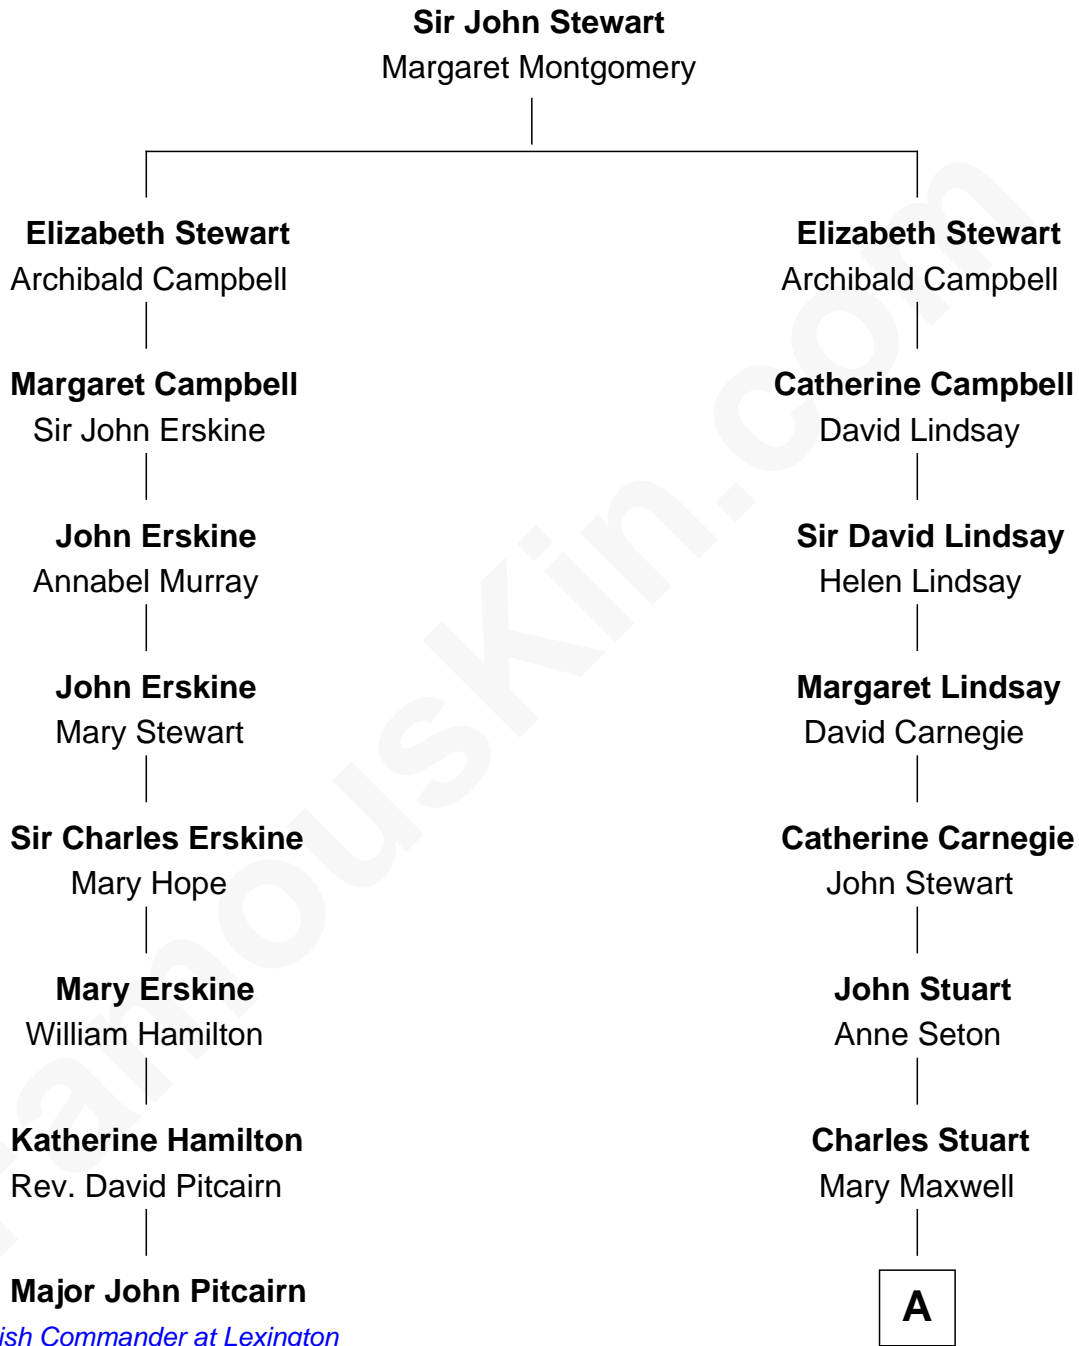 Sir John Stewart
Margaret Montgomery
Elizabeth Stewart
Archibald Campbell
Margaret Campbell
Sir John Erskine
John Erskine
Annabel Murray
John Erskine
Mary Stewart
Sir Charles Erskine
Mary Hope
Mary Erskine
William Hamilton
Katherine Hamilton
Rev. David Pitcairn
Major John Pitcairn
ish Commander at Lexington
Elizabeth Stewart
Archibald Campbell
Catherine Campbell
David Lindsay
Sir David Lindsay
Helen Lindsay
Margaret Lindsay
David Carnegie
Catherine Carnegie
John Stewart
John Stuart
Anne Seton
Charles Stuart
Mary Maxwell
A
FamousKin.com